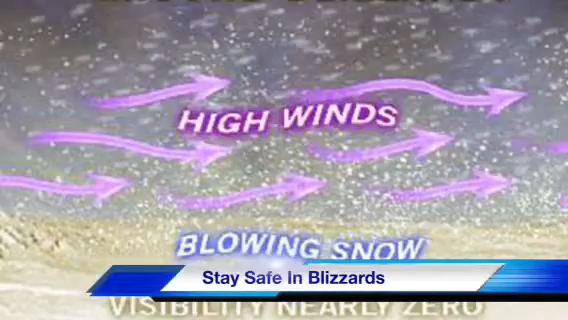 HIGH WINDS
BLOWING SNOW
Stay Safe In Blizzards
VISIBILITY NEARLY ZERO